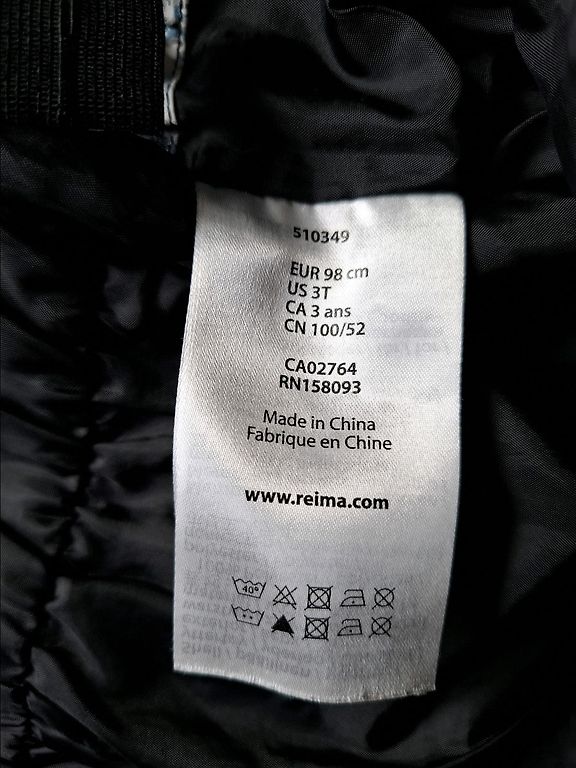 510349
EUR 98 cm
US 3T
CA 3 ans
CN 100/52
CA02764
RN158093
Made in China
Fabrique en Chine
www.reima.com
40°